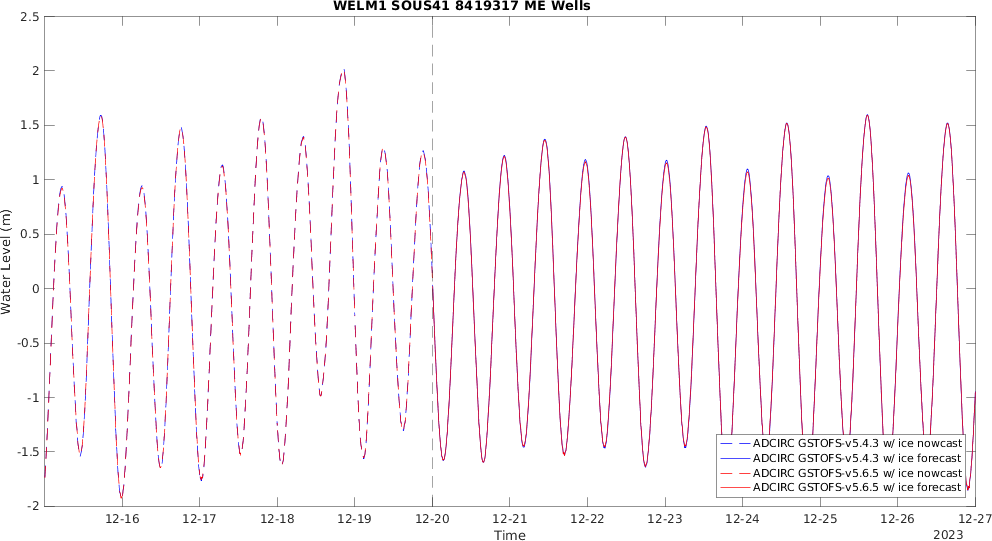 WELM1 SOUS41 8419317 ME Wells
2.5
2
1.5
1
0.5
0
-0.5
-1
-1.5
-2
Water Level (m)
ADCIRC GSTOFS-v5.4.3 w/ ice nowcast
ADCIRC GSTOFS-v5.4.3 w/ ice forecast
ADCIRC GSTOFS-v5.6.5 w/ ice nowcast
ADCIRC GSTOFS-v5.6.5 w/ ice forecast
12-16 12-17 12-18 12-19 12-20 12-21 12-22 12-23 12-24 12-25 12-26 12-27
Time
2023